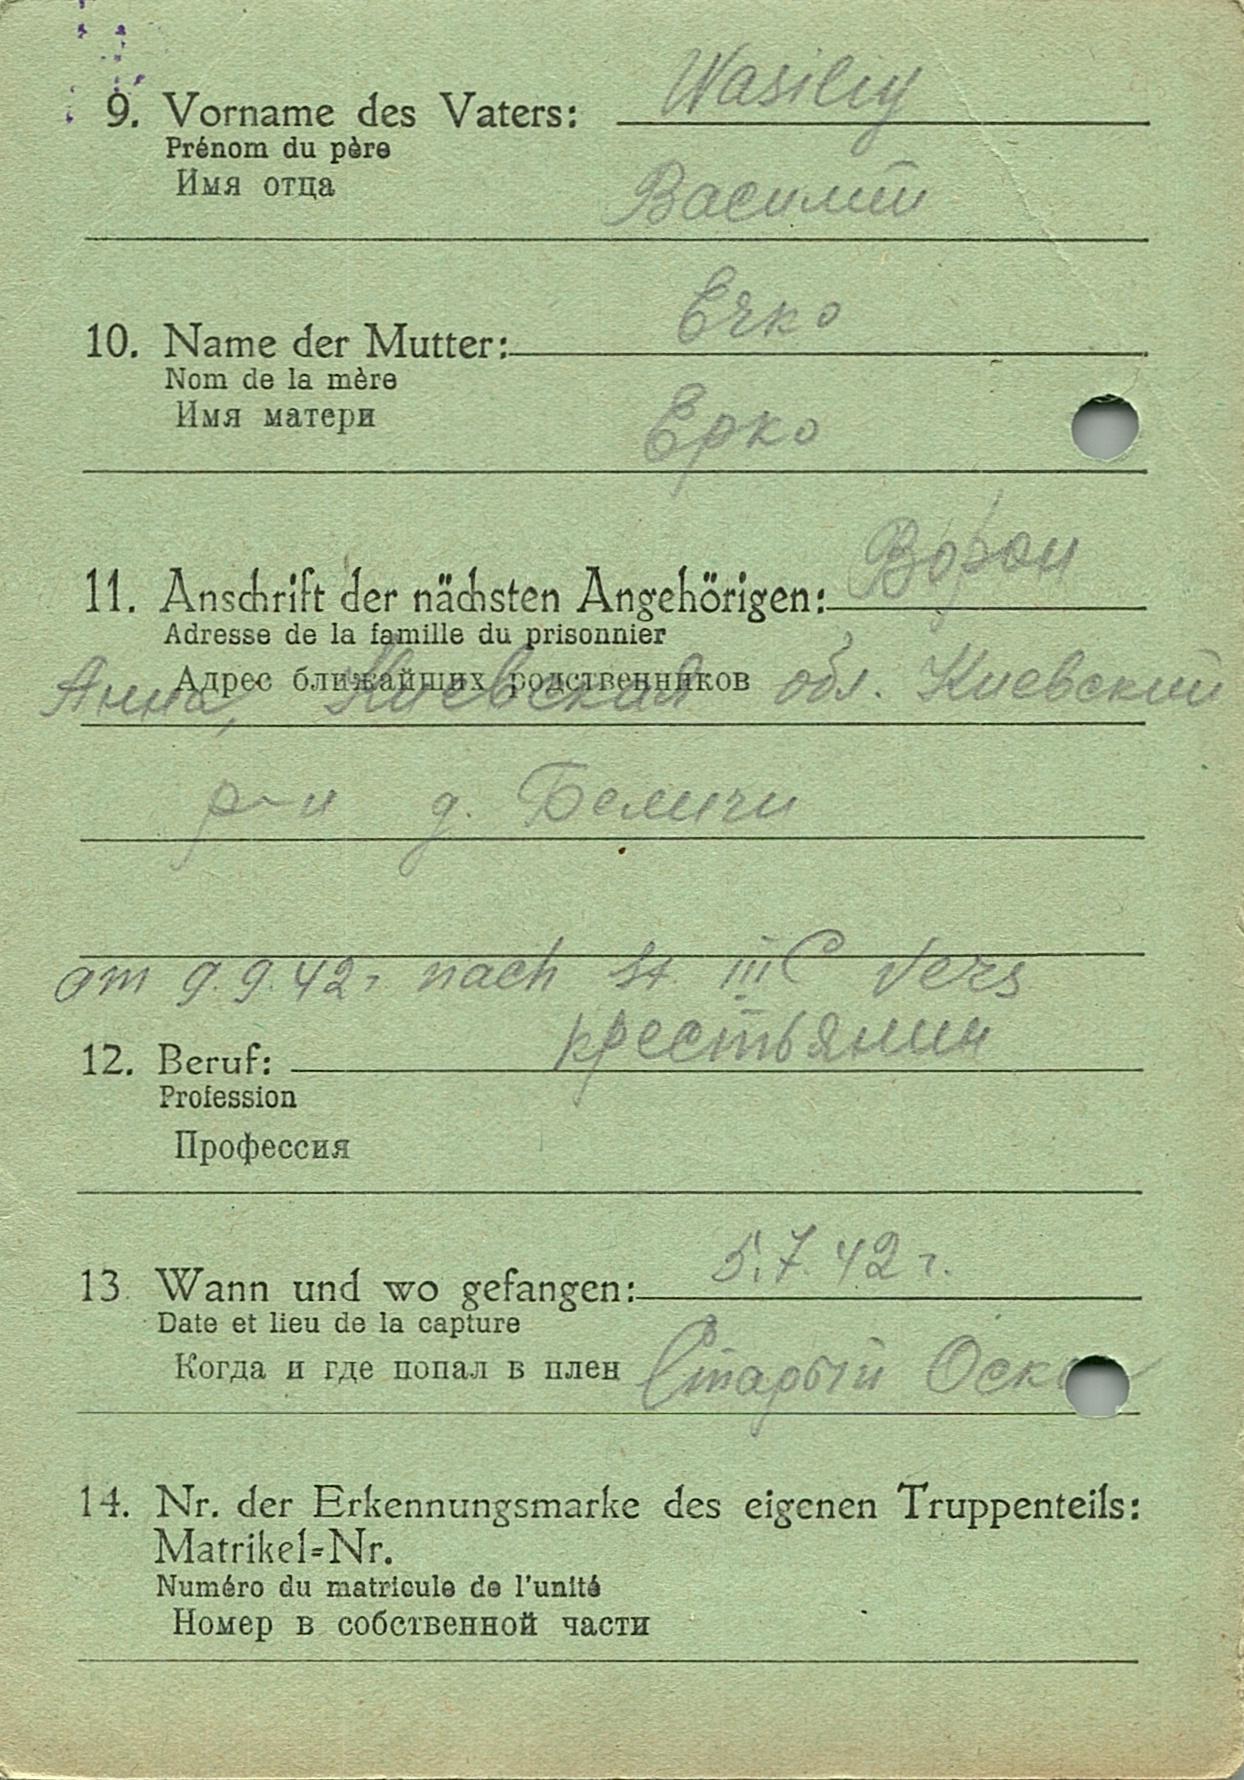 9. Vorname des Vaters: Wasiliy
Prénom du père
Имя отца Василий
Ерко
10. Name der Mutter:
Nom de la mère
Имя матери Ерко
11. Anschrift der nächsten Angehörigen: Ворон
Adresse de la famille du prisonnier
Адрес ближайших родственников
Анна, Киевская обл. Киевский
р-н д. Беличи
am 9.9.42 nach St. III C vers
12. Beruf: крестьянин
Profession
Профессия
13. Wann und wo gefangen: 5.7.42 г.
Date et lieu de la capture
Когда и где попал в плен Старый Оско
14. Nr. der Erkennungsmarke des eigenen Truppenteils:
Matrikel=Nr.
Numéro du matricule de l'unité
Номер в собственной части